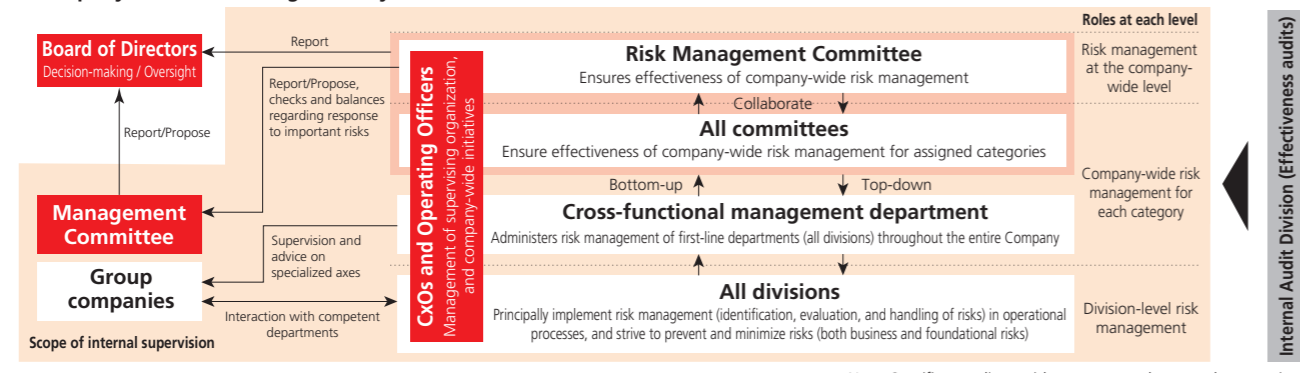 Roles at each level
Board of Directors
Decision-making / Oversight
Report
Risk Management Committee
Ensures effectiveness of company-wide risk management
Risk management
at the company-
wide level
Report/Propose,
checks and balances
regarding response
to important risks
Collaborate
Report/Propose
All committees
Ensure effectiveness of company-wide risk management for assigned categories
CxOs and Operating Officers
Management of supervising organization,
and company-wide initiatives
Bottom-up
Top-down
Company-wide risk
management for
each category
Management
Committee
Cross-functional management department
Administers risk management of first-line departments (all divisions) throughout the entire Company
Supervision and
advice on
specialized axes
Group
companies
All divisions
Principally implement risk management (identification, evaluation, and handling of risks) in operational
processes, and strive to prevent and minimize risks (both business and foundational risks)
Division-level risk
management
Interaction with competent
departments
Scope of internal supervision
Internal Audit Division (Effectiveness audits)